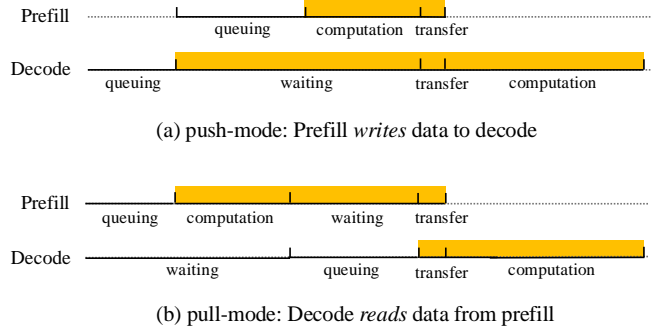 Prefill
queuing computation transfer
Decode
queuing waiting transfer computation
(a) push-mode: Prefill writes data to decode
Prefill
queuing computation waiting transfer
Decode
waiting queuing transfer computation
(b) pull-mode: Decode reads data from prefill